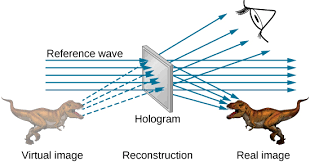 Reference wave
Hologram
Virtual image
Reconstruction
Real image